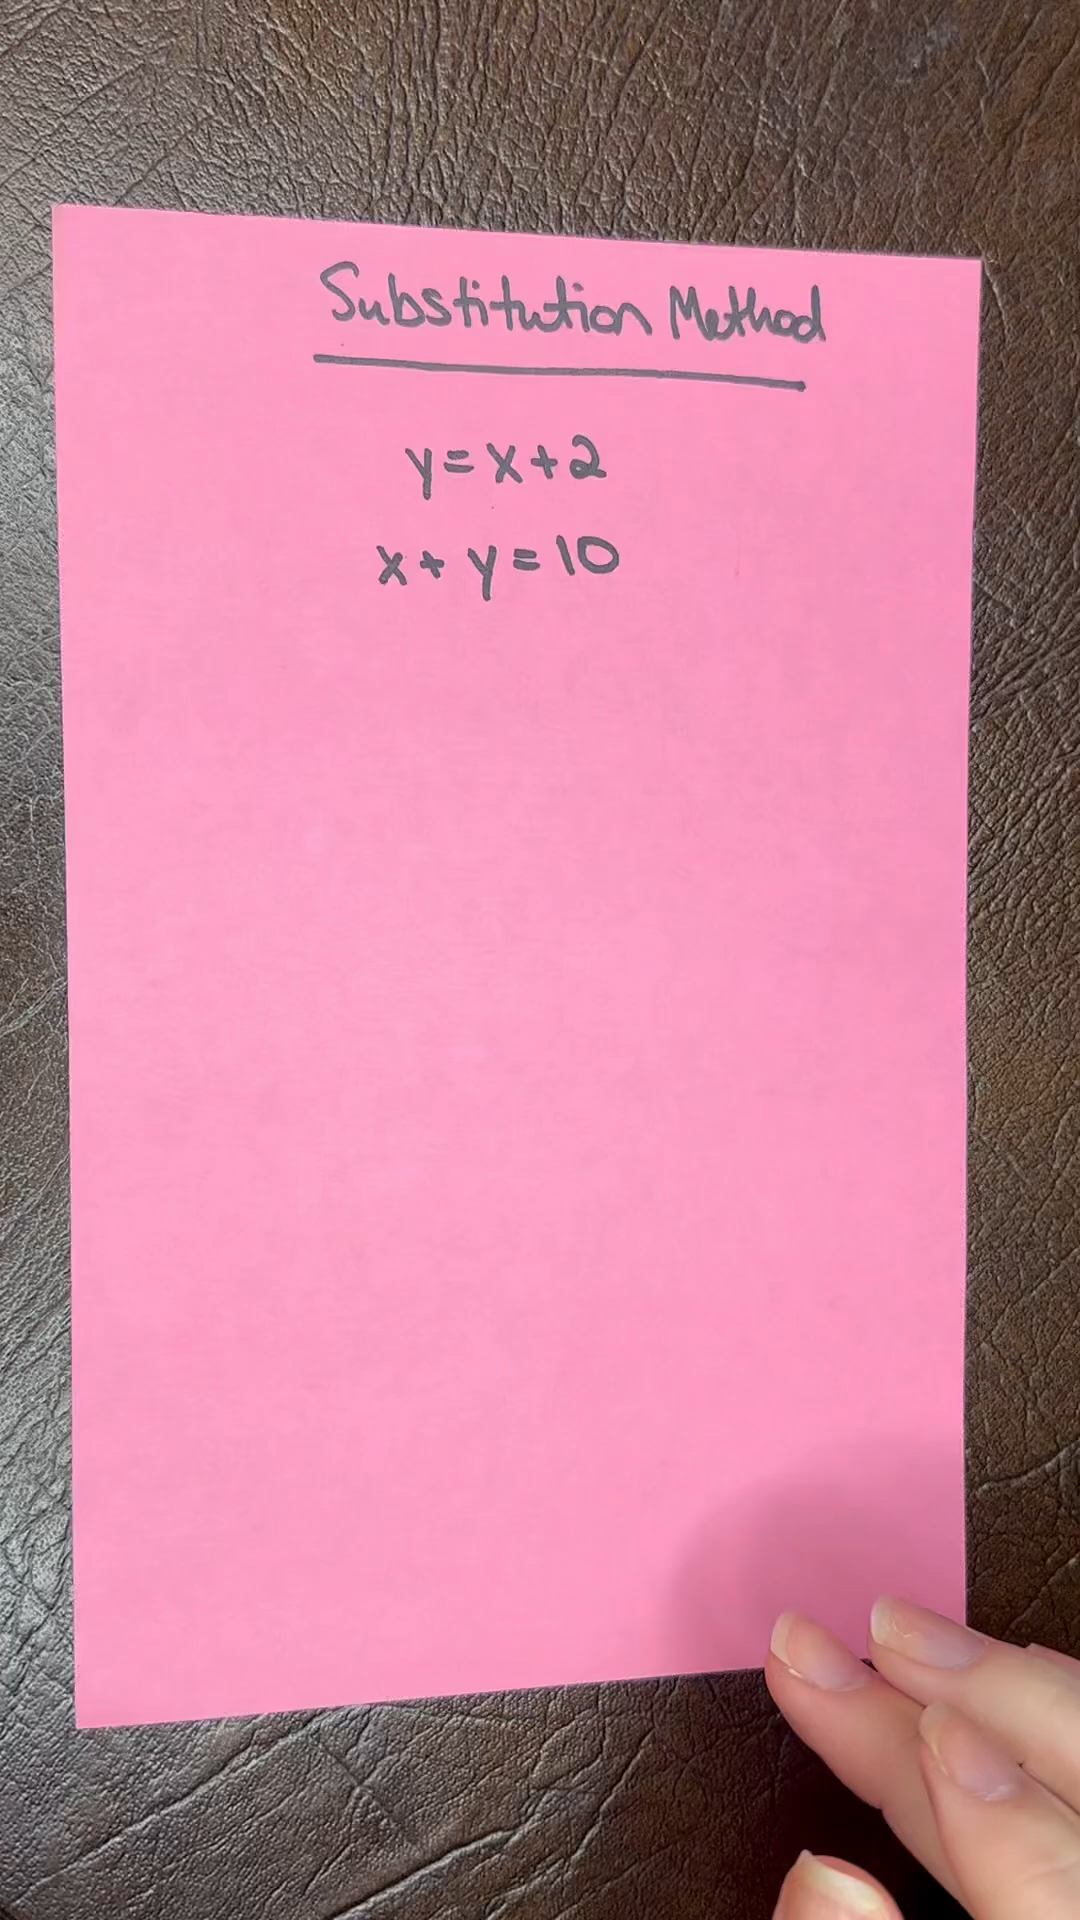 Substitution Method
y = x + 2
x + y = 10